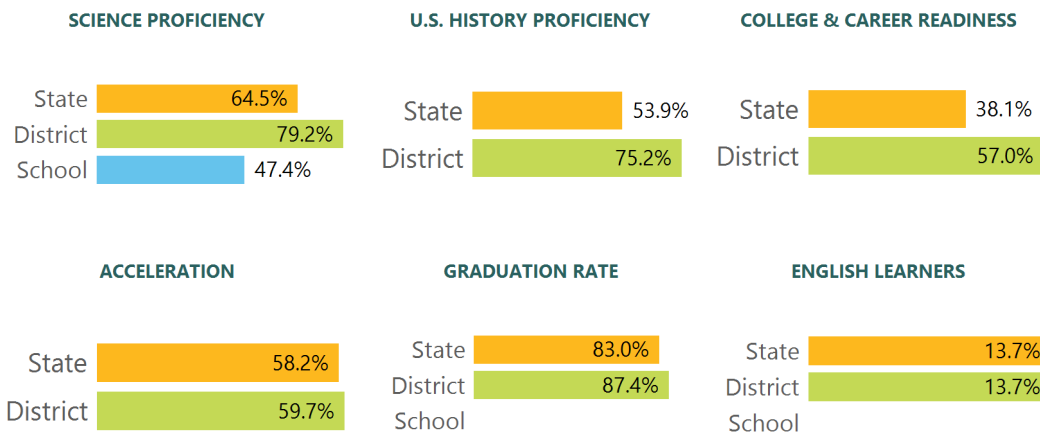 SCIENCE PROFICIENCY
State 64.5%
District 79.2%
School 47.4%
U.S. HISTORY PROFICIENCY
State 53.9%
District 75.2%
COLLEGE & CAREER READINESS
State 38.1%
District 57.0%
ACCELERATION
State 58.2%
District 59.7%
GRADUATION RATE
State 83.0%
District 87.4%
School
ENGLISH LEARNERS
State 13.7%
District 13.7%
School